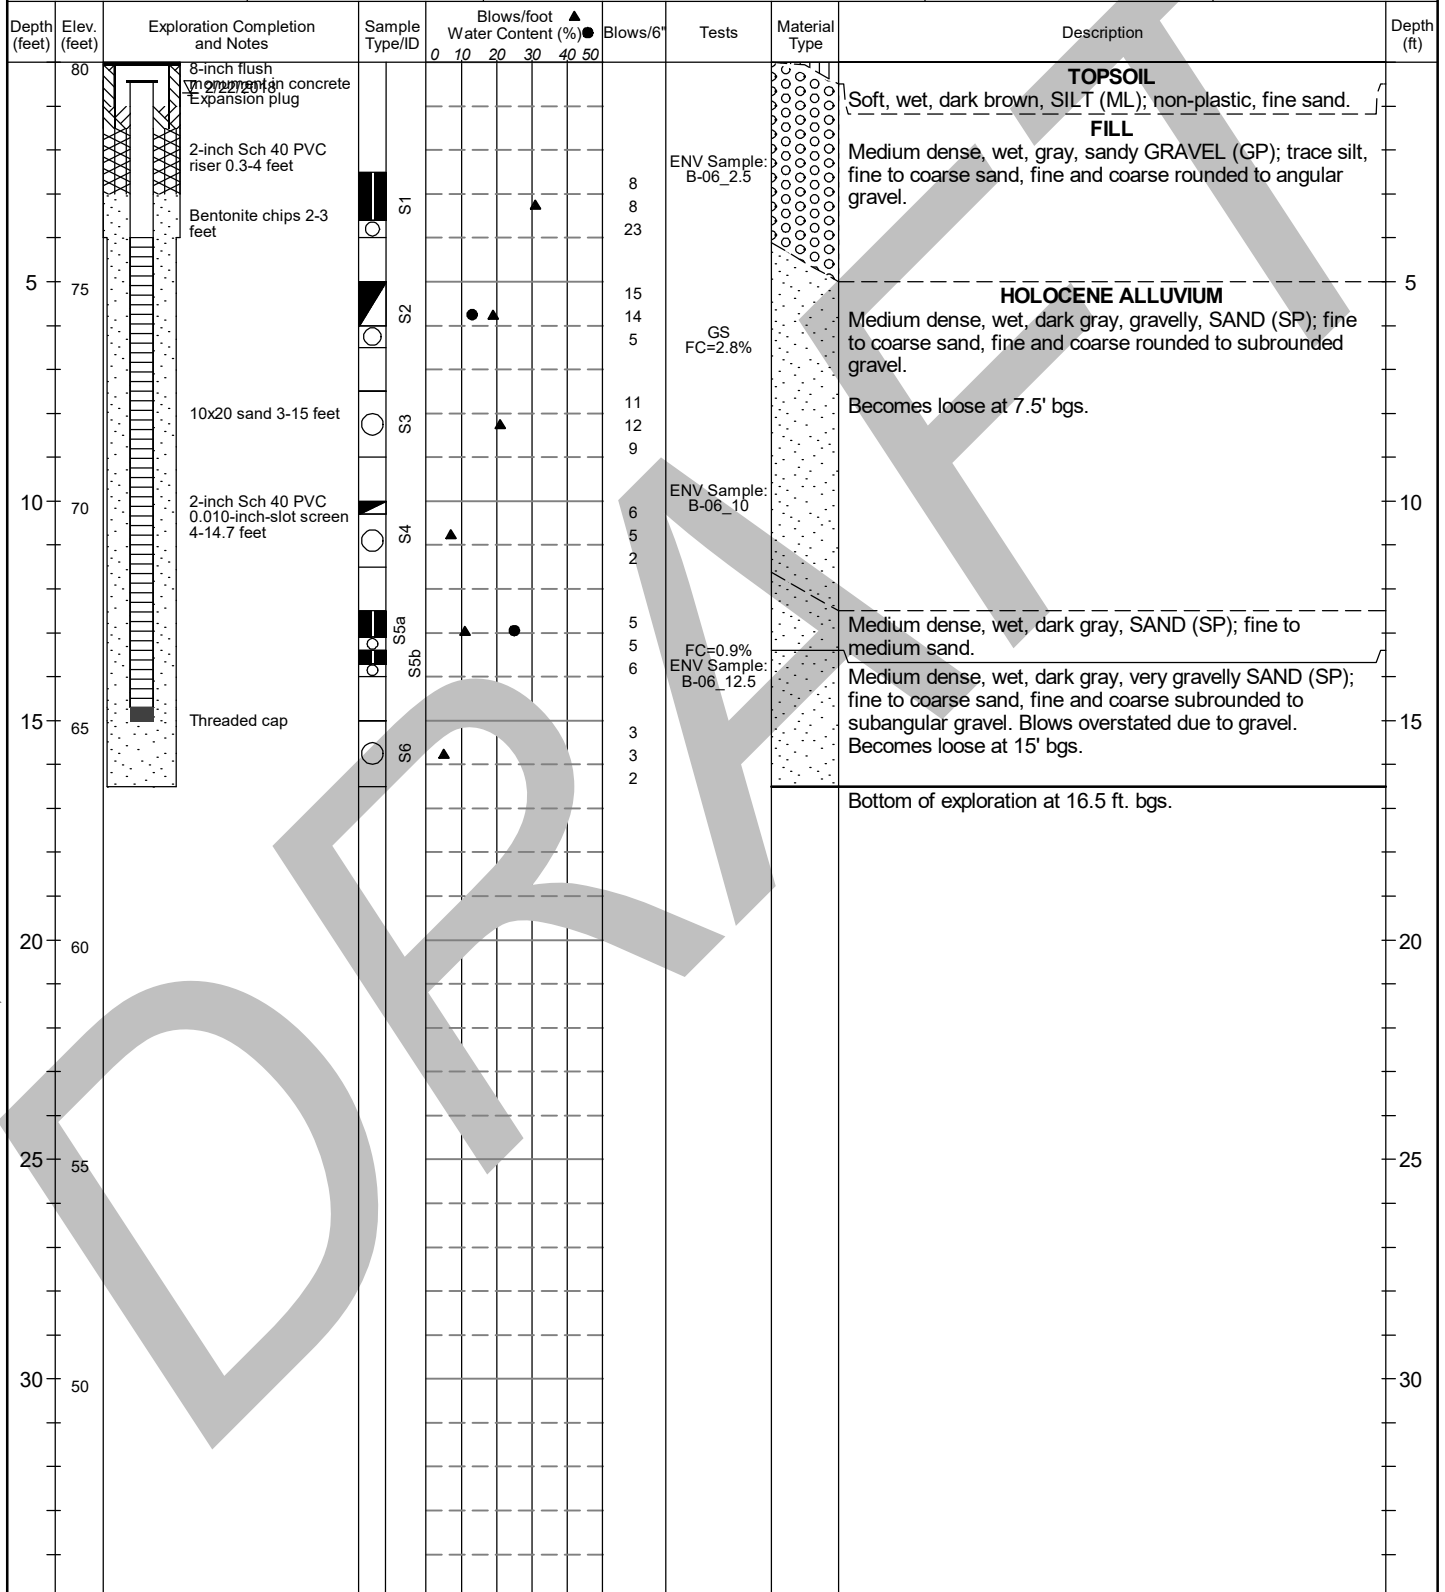 Depth
(feet)
Elev.
(feet)
Exploration Completion
and Notes
Sample
Type/ID
Blows/foot ▲
Water Content (%)●
0 10 20 30 40 50
Blows/6"
Tests
Material
Type
Description
Depth
(ft)
80
8-inch flush
monument in concrete
2/22/2018
Expansion plug
TOPSOIL
Soft, wet, dark brown, SILT (ML); non-plastic, fine sand.
FILL
Medium dense, wet, gray, sandy GRAVEL (GP); trace silt,
fine to coarse sand, fine and coarse rounded to angular
gravel.
2-inch Sch 40 PVC
riser 0.3-4 feet
ENV Sample:
B-06_2.5
S1
8
8
23
Bentonite chips 2-3
feet
5
75
S2
15
14
5
GS
FC=2.8%
HOLOCENE ALLUVIUM
Medium dense, wet, dark gray, gravelly, SAND (SP); fine
to coarse sand, fine and coarse rounded to subrounded
gravel.
5
Becomes loose at 7.5' bgs.
10x20 sand 3-15 feet
S3
11
12
9
10
70
2-inch Sch 40 PVC
0.010-inch-slot screen
4-14.7 feet
S4
6
5
2
ENV Sample:
B-06_10
10
S5a
S5b
5
5
6
FC=0.9%
ENV Sample:
B-06_12.5
Medium dense, wet, dark gray, SAND (SP); fine to
medium sand.
Medium dense, wet, dark gray, very gravelly SAND (SP);
fine to coarse sand, fine and coarse subrounded to
subangular gravel. Blows overstated due to gravel.
Becomes loose at 15' bgs.
15
65
Threaded cap
S6
3
3
2
15
Bottom of exploration at 16.5 ft. bgs.
20
60
20
25
55
25
30
50
30
DRAFT